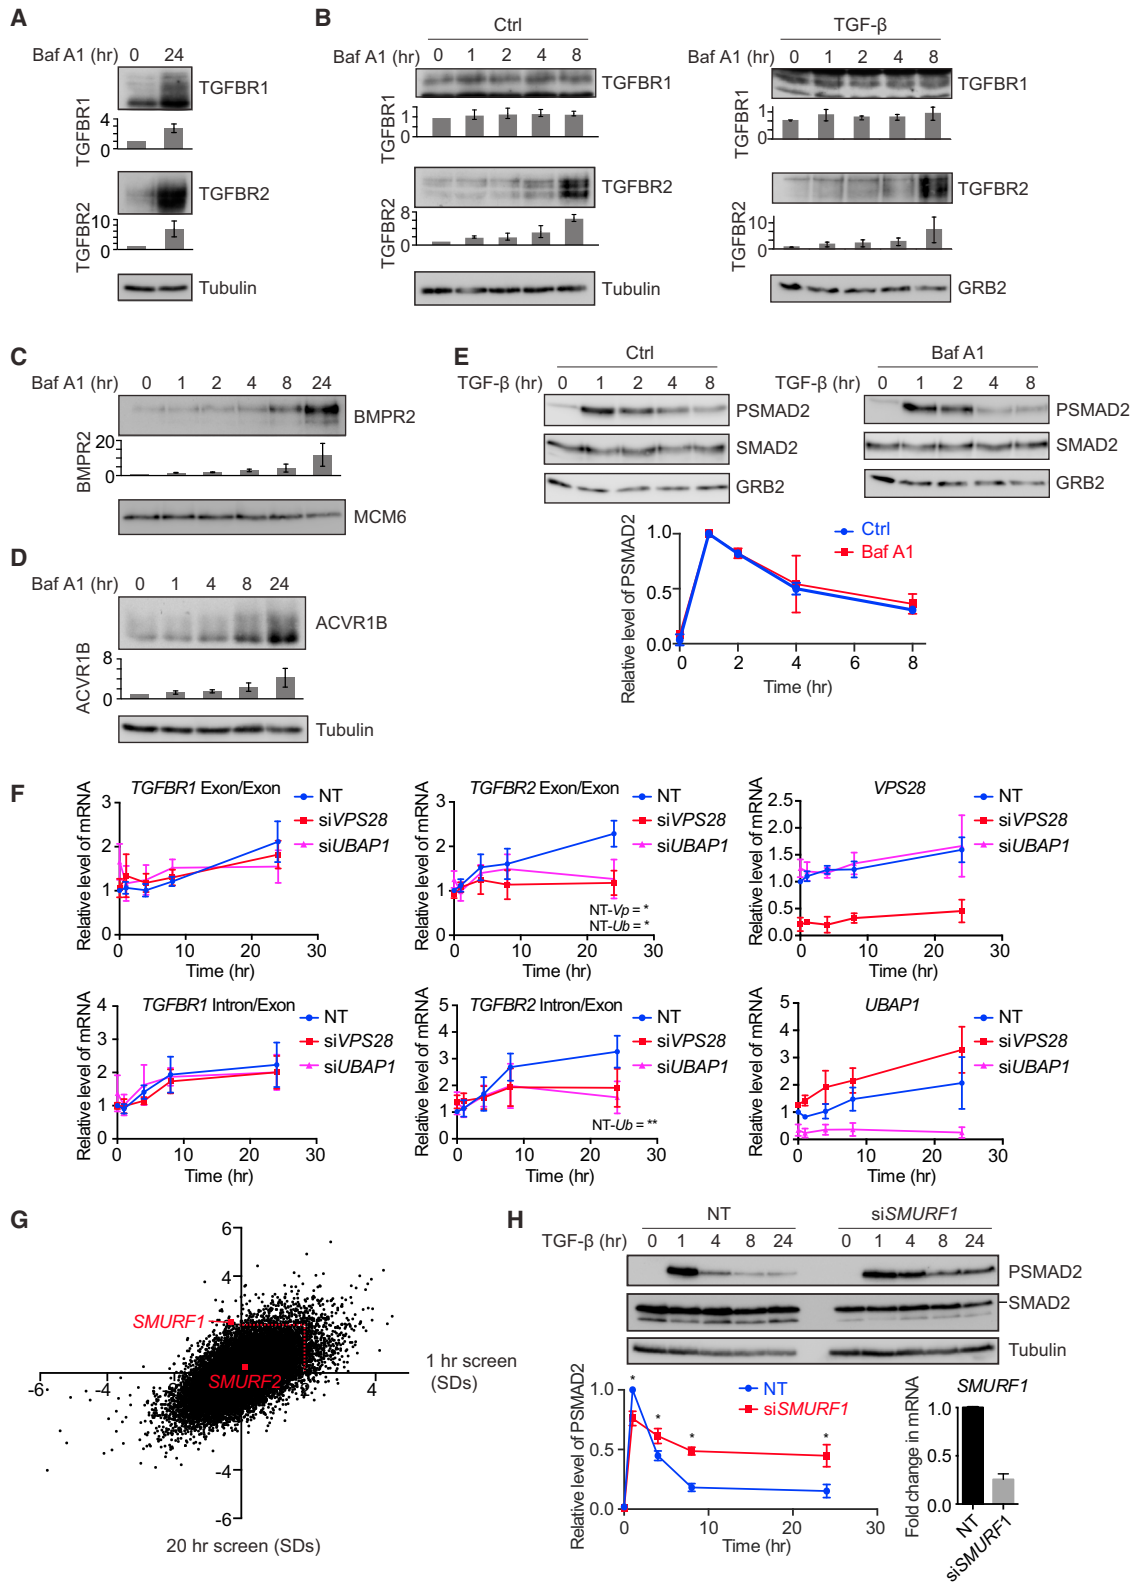 A
Baf A1 (hr) 0 24
TGFBR1
TGFBR1
4
0
TGFBR2
TGFBR2
10
0
Tubulin
B
Ctrl
Baf A1 (hr) 0 1 2 4 8
TGFBR1
1
0
TGFBR1
TGFBR2
8
0
TGFBR2
Tubulin
TGF-β
Baf A1 (hr) 0 1 2 4 8
TGFBR1
1
0
TGFBR1
TGFBR2
10
0
TGFBR2
GRB2
C
Baf A1 (hr) 0 1 2 4 8 24
BMPR2
20
0
BMPR2
MCM6
D
Baf A1 (hr) 0 1 4 8 24
ACVR1B
8
0
ACVR1B
Tubulin
E
Ctrl
TGF-β (hr) 0 1 2 4 8
PSMAD2
SMAD2
GRB2
Baf A1
TGF-β (hr) 0 1 2 4 8
PSMAD2
SMAD2
GRB2
Relative level of PSMAD2
1.0
0.5
0.0
0 2 4 6 8
Time (hr)
Ctrl
Baf A1
F
TGFBR1 Exon/Exon
Relative level of mRNA
3
2
1
0
0 10 20 30
Time (hr)
NT
siVPS28
siUBAP1
TGFBR2 Exon/Exon
Relative level of mRNA
3
2
1
0
0 10 20 30
Time (hr)
NT
siVPS28
siUBAP1
NT-Vp = *
NT-Ub = *
VPS28
Relative level of mRNA
2.5
2.0
1.5
1.0
0.5
0.0
0 10 20 30
Time (hr)
NT
siVPS28
siUBAP1
TGFBR1 Intron/Exon
Relative level of mRNA
4
3
2
1
0
0 10 20 30
Time (hr)
NT
siVPS28
siUBAP1
TGFBR2 Intron/Exon
Relative level of mRNA
5
4
3
2
1
0
0 10 20 30
Time (hr)
NT
siVPS28
siUBAP1
NT-Ub = **
UBAP1
Relative level of mRNA
5
4
3
2
1
0
0 10 20 30
Time (hr)
NT
siVPS28
siUBAP1
G
6
4
-4
-6
-6 -4 4
SMURF1
SMURF2
1 hr screen
(SDs)
20 hr screen (SDs)
H
NT siSMURF1
TGF-β (hr) 0 1 4 8 24 0 1 4 8 24
PSMAD2
SMAD2
Tubulin
Relative level of PSMAD2
1.0
0.5
0.0
0 10 20 30
Time (hr)
* * * *
NT
siSMURF1
SMURF1
Fold change in mRNA
1.0
0.5
0.0
NT
siSMURF1